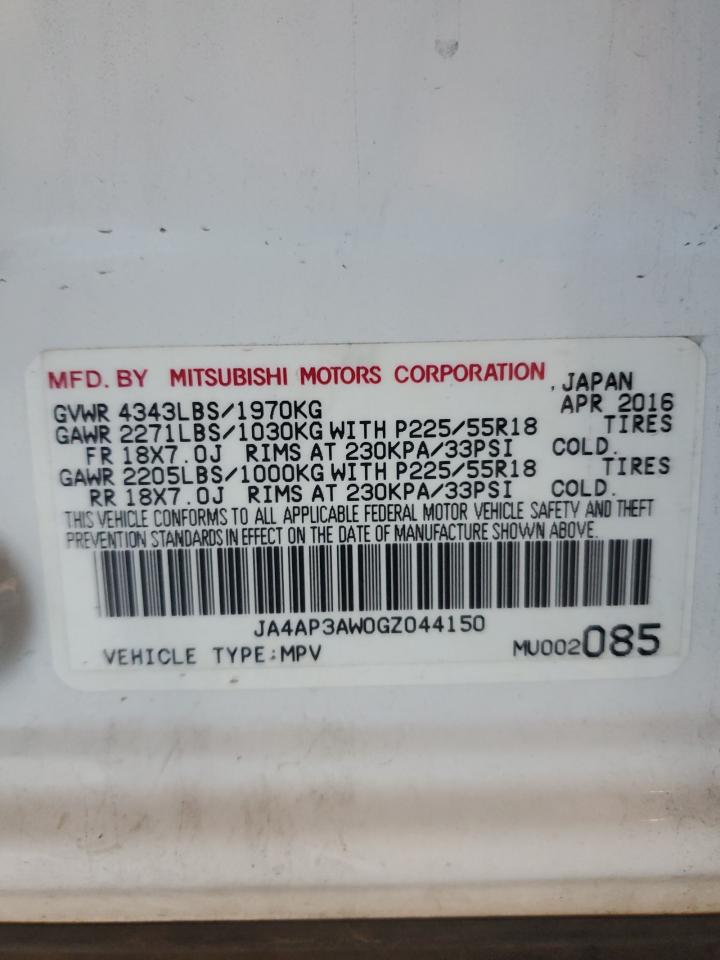 MFD. BY MITSUBISHI MOTORS CORPORATION , JAPAN
GVWR 4343LBS/1970KG APR 2016
GAWR 2271LBS/1030KG WITH P225/55R18 TIRES
FR 18X7.0J RIMS AT 230KPA/33PSI COLD.
GAWR 2205LBS/1000KG WITH P225/55R18 TIRES
RR 18X7.0J RIMS AT 230KPA/33PSI COLD.
THIS VEHICLE CONFORMS TO ALL APPLICABLE FEDERAL MOTOR VEHICLE SAFETY AND THEFT
PREVENTION STANDARDS IN EFFECT ON THE DATE OF MANUFACTURE SHOWN ABOVE.
JA4AP3AW0GZ044150
VEHICLE TYPE:MPV MU002085